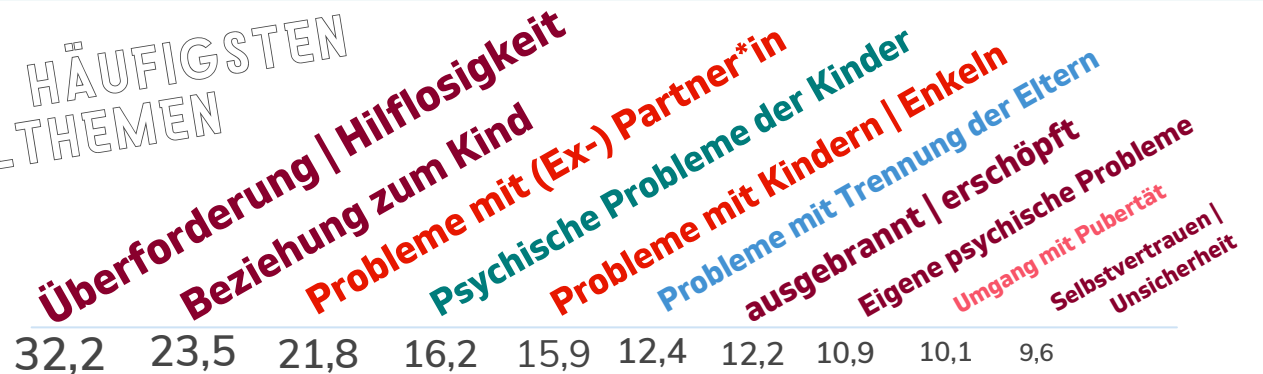 HÄUFIGSTEN
THEMEN
Überforderung | Hilflosigkeit
Beziehung zum Kind
Probleme mit (Ex-) Partner*in
Psychische Probleme der Kinder
Probleme mit Kindern | Enkeln
Probleme mit Trennung der Eltern
ausgebrannt | erschöpft
Eigene psychische Probleme
Umgang mit Pubertät
Selbstvertrauen |
Unsicherheit
32,2 23,5 21,8 16,2 15,9 12,4 12,2 10,9 10,1 9,6